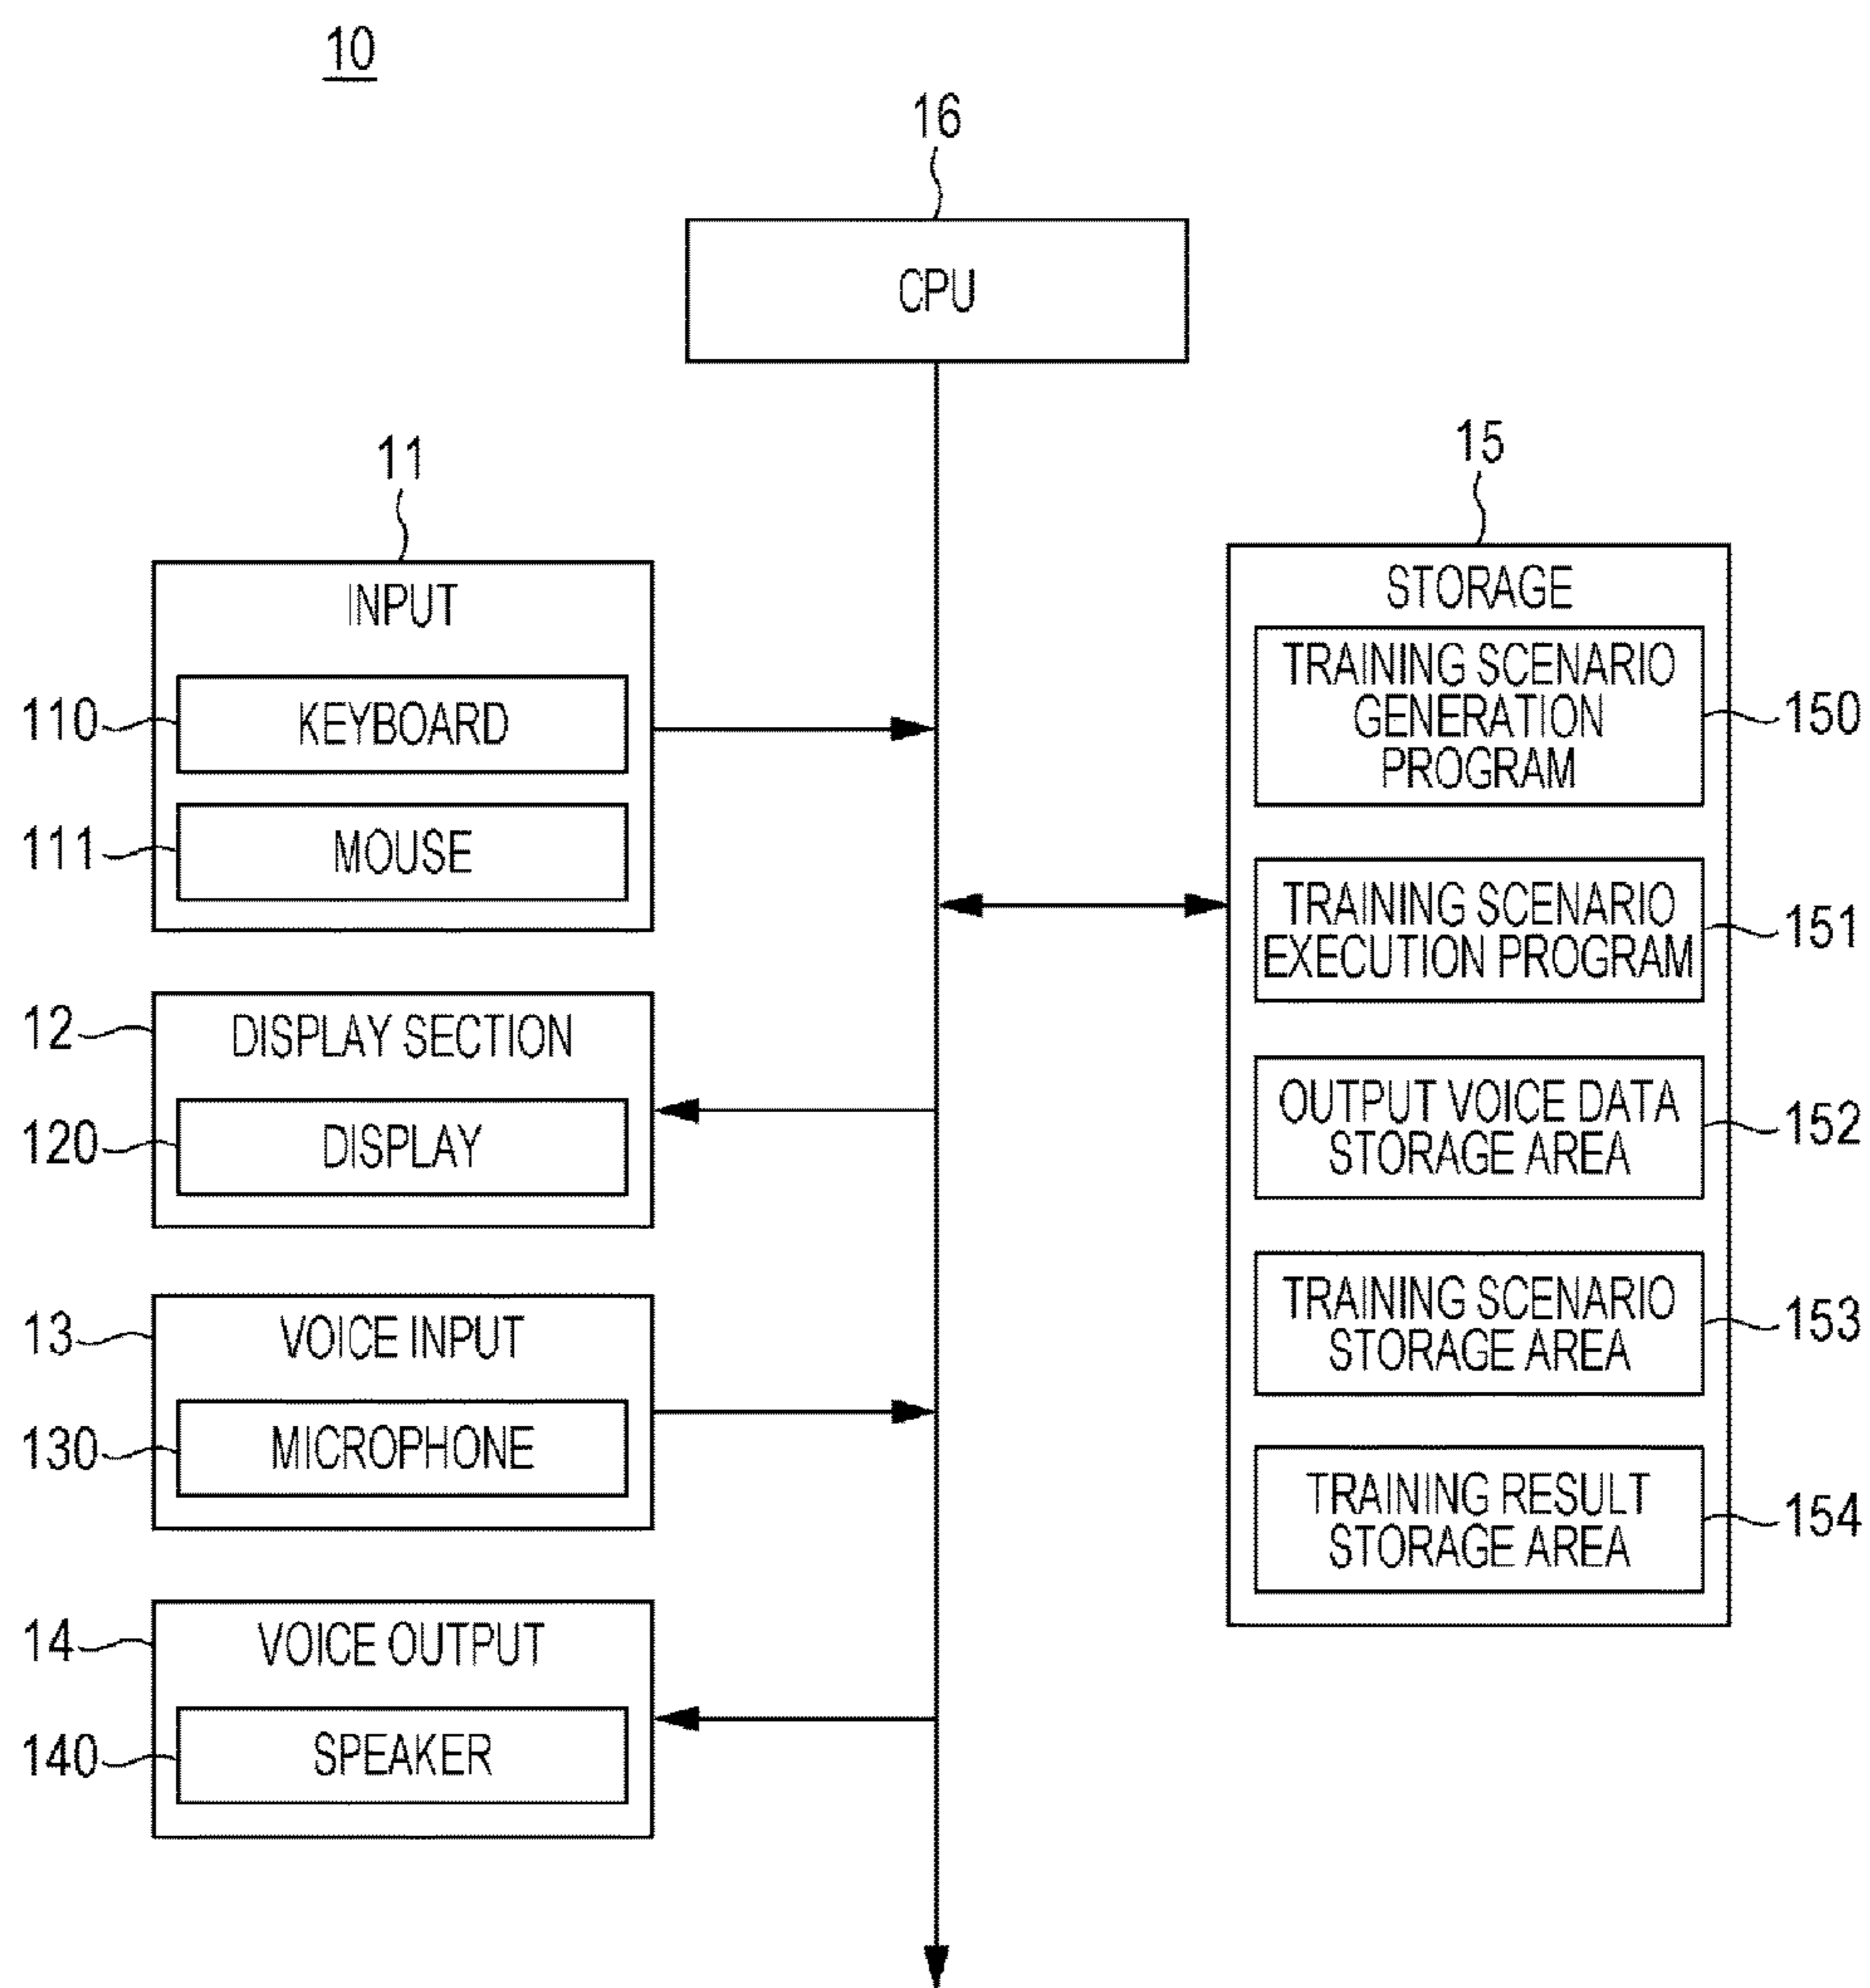 10
16
CPU
11
INPUT
110
KEYBOARD
111
MOUSE
12
DISPLAY SECTION
120
DISPLAY
13
VOICE INPUT
130
MICROPHONE
14
VOICE OUTPUT
140
SPEAKER
15
STORAGE
TRAINING SCENARIO
GENERATION
PROGRAM
150
TRAINING SCENARIO
EXECUTION PROGRAM
151
OUTPUT VOICE DATA
STORAGE AREA
152
TRAINING SCENARIO
STORAGE AREA
153
TRAINING RESULT
STORAGE AREA
154